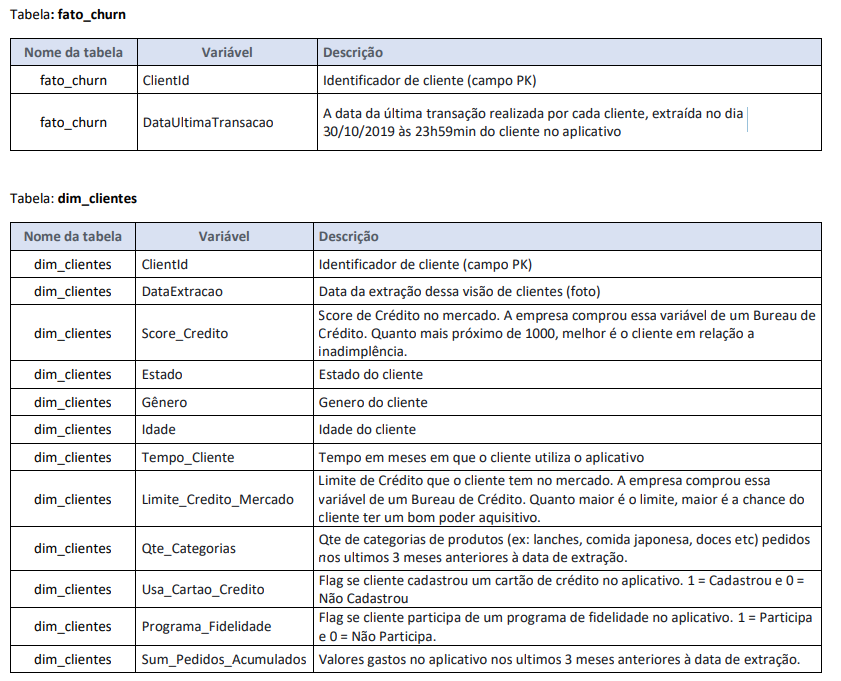 Tabela: fato_churn
Nome da tabela Variável Descrição
fato_churn ClientId Identificador de cliente (campo PK)
fato_churn DataUltimaTransacao A data da última transação realizada por cada cliente, extraída no dia
30/10/2019 às 23h59min do cliente no aplicativo
Tabela: dim_clientes
Nome da tabela Variável Descrição
dim_clientes ClientId Identificador de cliente (campo PK)
dim_clientes DataExtracao Data da extração dessa visão de clientes (foto)
dim_clientes Score_Credito Score de Crédito no mercado. A empresa comprou essa variável de um Bureau de
Crédito. Quanto mais próximo de 1000, melhor é o cliente em relação a
inadimplência.
dim_clientes Estado Estado do cliente
dim_clientes Gênero Genero do cliente
dim_clientes Idade Idade do cliente
dim_clientes Tempo_Cliente Tempo em meses em que o cliente utiliza o aplicativo
dim_clientes Limite_Credito_Mercado Limite de Crédito que o cliente tem no mercado. A empresa comprou essa
variável de um Bureau de Crédito. Quanto maior é o limite, maior é a chance do
cliente ter um bom poder aquisitivo.
dim_clientes Qte_Categorias Qte de categorias de produtos (ex: lanches, comida japonesa, doces etc) pedidos
nos ultimos 3 meses anteriores à data de extração.
dim_clientes Usa_Cartao_Credito Flag se cliente cadastrou um cartão de crédito no aplicativo. 1 = Cadastrou e 0 =
Não Cadastrou
dim_clientes Programa_Fidelidade Flag se cliente participa de um programa de fidelidade no aplicativo. 1 = Participa
e 0 = Não Participa.
dim_clientes Sum_Pedidos_Acumulados Valores gastos no aplicativo nos ultimos 3 meses anteriores à data de extração.